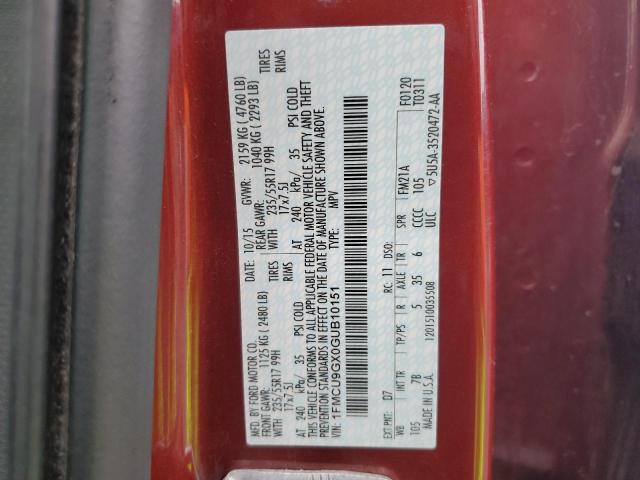 MFD. BY FORD MOTOR CO.
DATE: 10/15 GVWR: 2159 KG ( 4760 LB)
FRONT GAWR: 1125 KG ( 2480 LB) REAR GAWR: 1040 KG ( 2293 LB)
WITH 235/55R17 99H TIRES WITH 235/55R17 99H TIRES
17x7.5J RIMS 17x7.5J RIMS
AT 240 kPa/ 35 PSI COLD AT 240 kPa/ 35 PSI COLD
THIS VEHICLE CONFORMS TO ALL APPLICABLE FEDERAL MOTOR VEHICLE SAFETY AND THEFT
PREVENTION STANDARDS IN EFFECT ON THE DATE OF MANUFACTURE SHOWN ABOVE.
VIN: 1FMCU9GX0GUB10151 TYPE: MPV
EXT PNT: D7 RC: 11 DSO: F0120
WB INT TR TP/PS R AXLE TR SPR FM21A T0311
105 7B 5 35 6 CCCC 105
MADE IN U.S.A. ULC ▽5U5A-3520472-AA
1201510035508